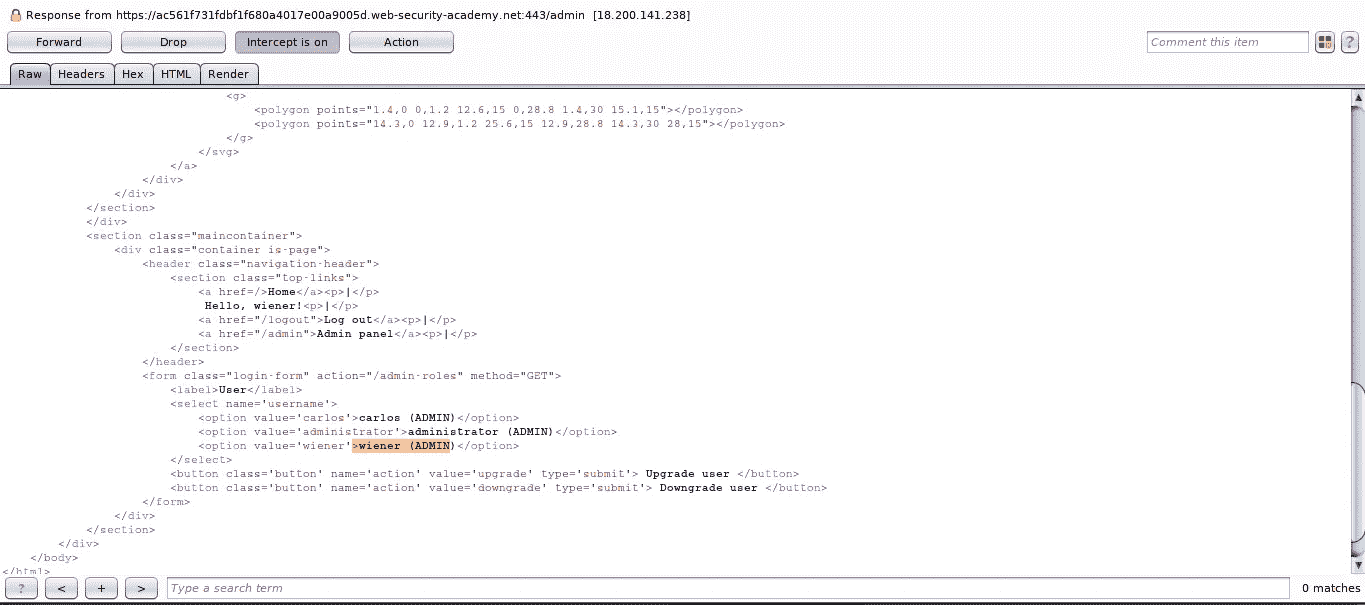 Response from https://ac561f731fdbf1f680a4017e00a9005d.web-security-academy.net:443/admin [18.200.141.238]
Forward Drop Intercept is on Action Comment this item ?
Raw Headers Hex HTML Render
<g>
<polygon points="1.4,0 0,1.2 12.6,15 0,28.8 1.4,30 15.1,15"></polygon>
<polygon points="14.3,0 12.9,1.2 25.6,15 12.9,28.8 14.3,30 28,15"></polygon>
</g>
</svg>
</a>
</div>
</div>
</section>
</div>
<section class="maincontainer">
<div class="container is-page">
<header class="navigation-header">
<section class="top-links">
<a href=/>Home</a><p>|</p>
Hello, wiener!<p>|</p>
<a href="/logout">Log out</a><p>|</p>
<a href="/admin">Admin panel</a><p>|</p>
</section>
</header>
<form class="login-form" action="/admin-roles" method="GET">
<label>User</label>
<select name='username'>
<option value='carlos'>carlos (ADMIN)</option>
<option value='administrator'>administrator (ADMIN)</option>
<option value='wiener'>wiener (ADMIN)</option>
</select>
<button class='button' name='action' value='upgrade' type='submit'> Upgrade user </button>
<button class='button' name='action' value='downgrade' type='submit'> Downgrade user </button>
</form>
</div>
</section>
</div>
</body>
</html>
? < + > Type a search term 0 matches